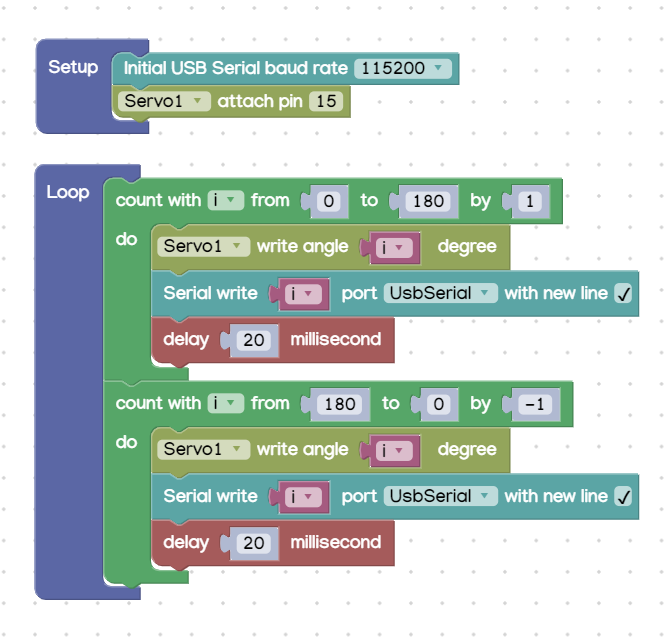 Setup Initial USB Serial baud rate 115200
Servo1 attach pin 15
Loop count with i from 0 to 180 by 1
do Servo1 write angle i degree
Serial write i port UsbSerial with new line ✓
delay 20 millisecond
count with i from 180 to 0 by -1
do Servo1 write angle i degree
Serial write i port UsbSerial with new line ✓
delay 20 millisecond